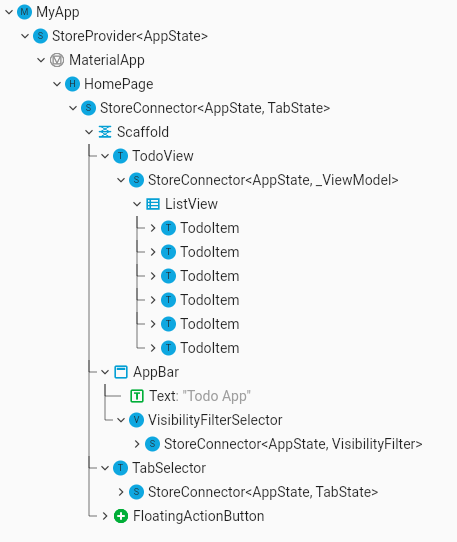 M MyApp
S StoreProvider<AppState>
MaterialApp
H HomePage
S StoreConnector<AppState, TabState>
Scaffold
T TodoView
S StoreConnector<AppState, _ViewModel>
ListView
T TodoItem
T TodoItem
T TodoItem
T TodoItem
T TodoItem
T TodoItem
AppBar
T Text: "Todo App"
V VisibilityFilterSelector
S StoreConnector<AppState, VisibilityFilter>
T TabSelector
S StoreConnector<AppState, TabState>
FloatingActionButton